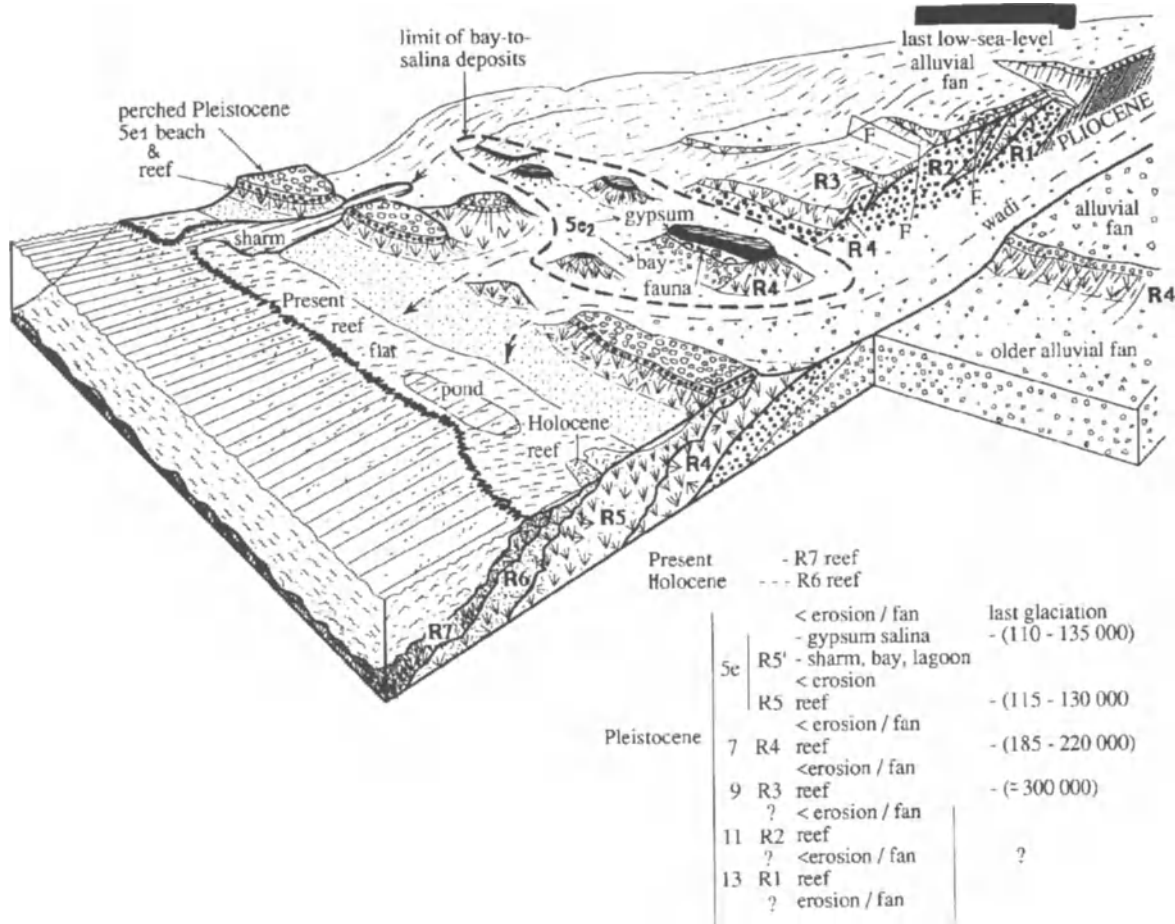 limit of bay-to-
salina deposits
last low-sea-level
alluvial
fan
perched Pleistocene
5e1 beach
&
reef
F
PLIOCENE
R1
R2
R3
F
F
gypsum
alluvial
fan
wadi
5e2
sharm
R4
bay
fauna
R4
R4
Present
reef
flat
older alluvial fan
pond
Holocene
reef
R4
R5
R6
R7
Present - R7 reef
Holocene --- R6 reef
< erosion / fan last glaciation
- gypsum salina - (110 - 135 000)
5e R5' - sharm, bay, lagoon
< erosion
R5 reef - (115 - 130 000
< erosion / fan
Pleistocene
7 R4 reef - (185 - 220 000)
<erosion / fan
9 R3 reef - (≈ 300 000)
? < erosion / fan
11 R2 reef
? <erosion / fan ?
13 R1 reef
? erosion / fan